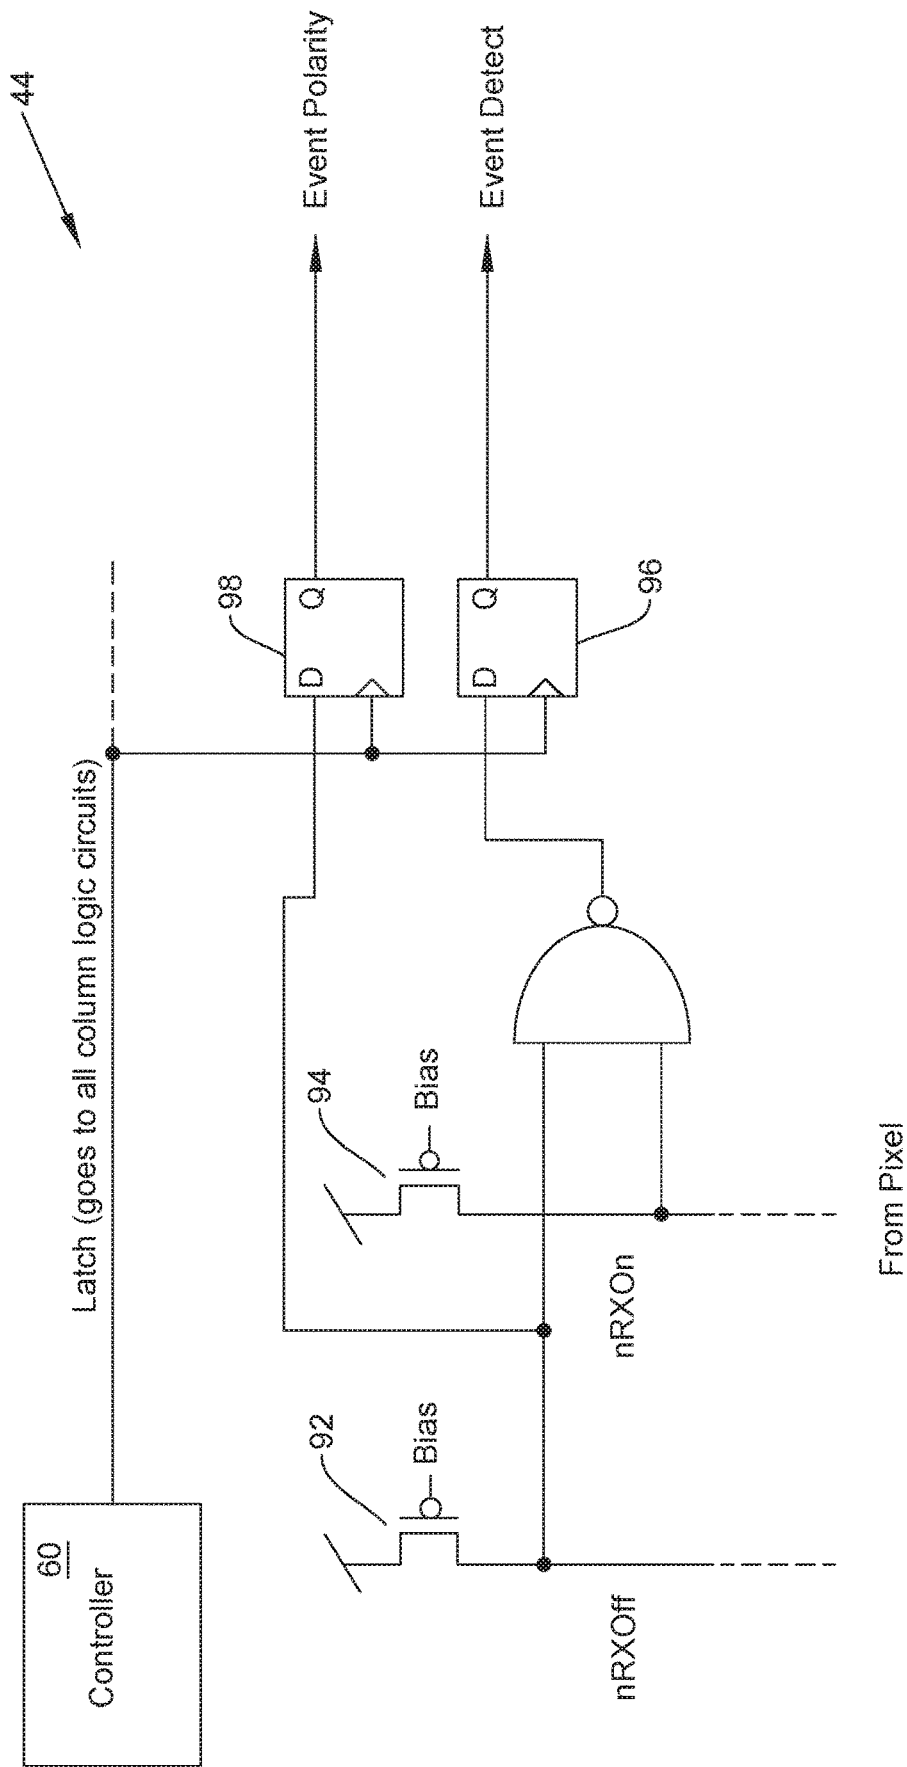 44
Latch (goes to all column logic circuits)
60
Controller
98
D
Q
Event Polarity
D
Q
96
Event Detect
92
Bias
94
Bias
nRXOff
nRXOn
From Pixel